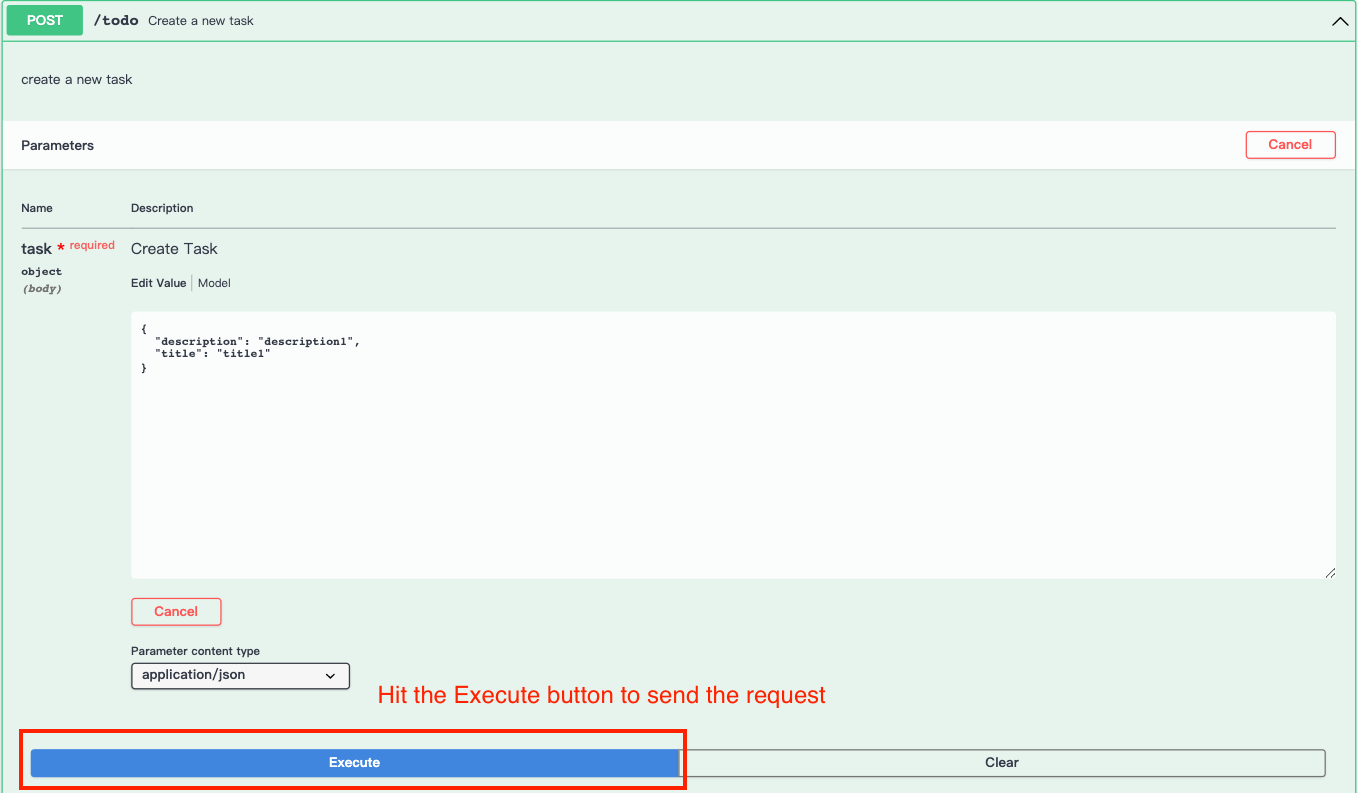 POST /todo Create a new task
create a new task
Parameters
Cancel
Name Description
task * required Create Task
object
(body)
Edit Value Model
{
"description": "description1",
"title": "title1"
}
Cancel
Parameter content type
application/json
Hit the Execute button to send the request
Execute Clear